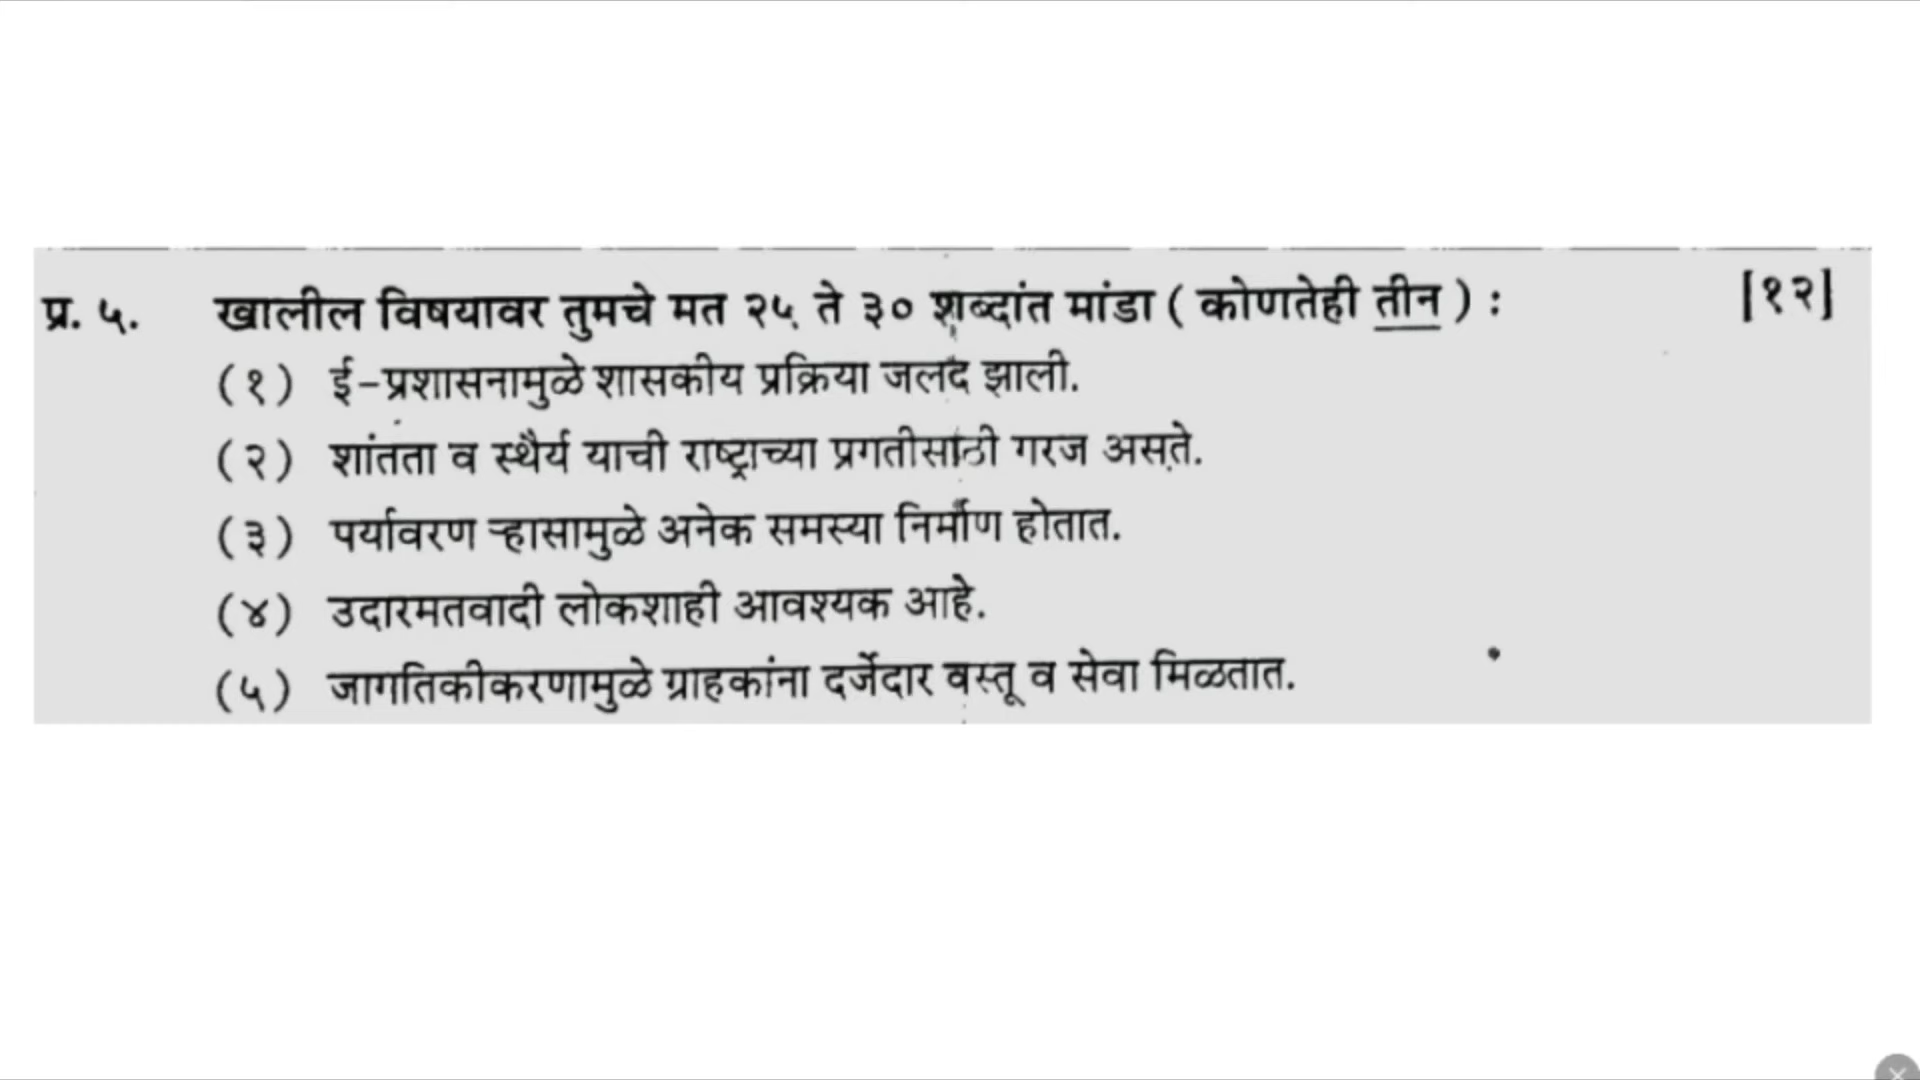 प्र. ५. खालील विषयावर तुमचे मत २५ ते ३० शब्दांत मांडा ( कोणतेही तीन ) : [१२]
(१) ई-प्रशासनामुळे शासकीय प्रक्रिया जलद झाली.
(२) शांतता व स्थैर्य याची राष्ट्राच्या प्रगतीसाठी गरज असते.
(३) पर्यावरण ऱ्हासामुळे अनेक समस्या निर्माण होतात.
(४) उदारमतवादी लोकशाही आवश्यक आहे.
(५) जागतिकीकरणामुळे ग्राहकांना दर्जेदार वस्तू व सेवा मिळतात.